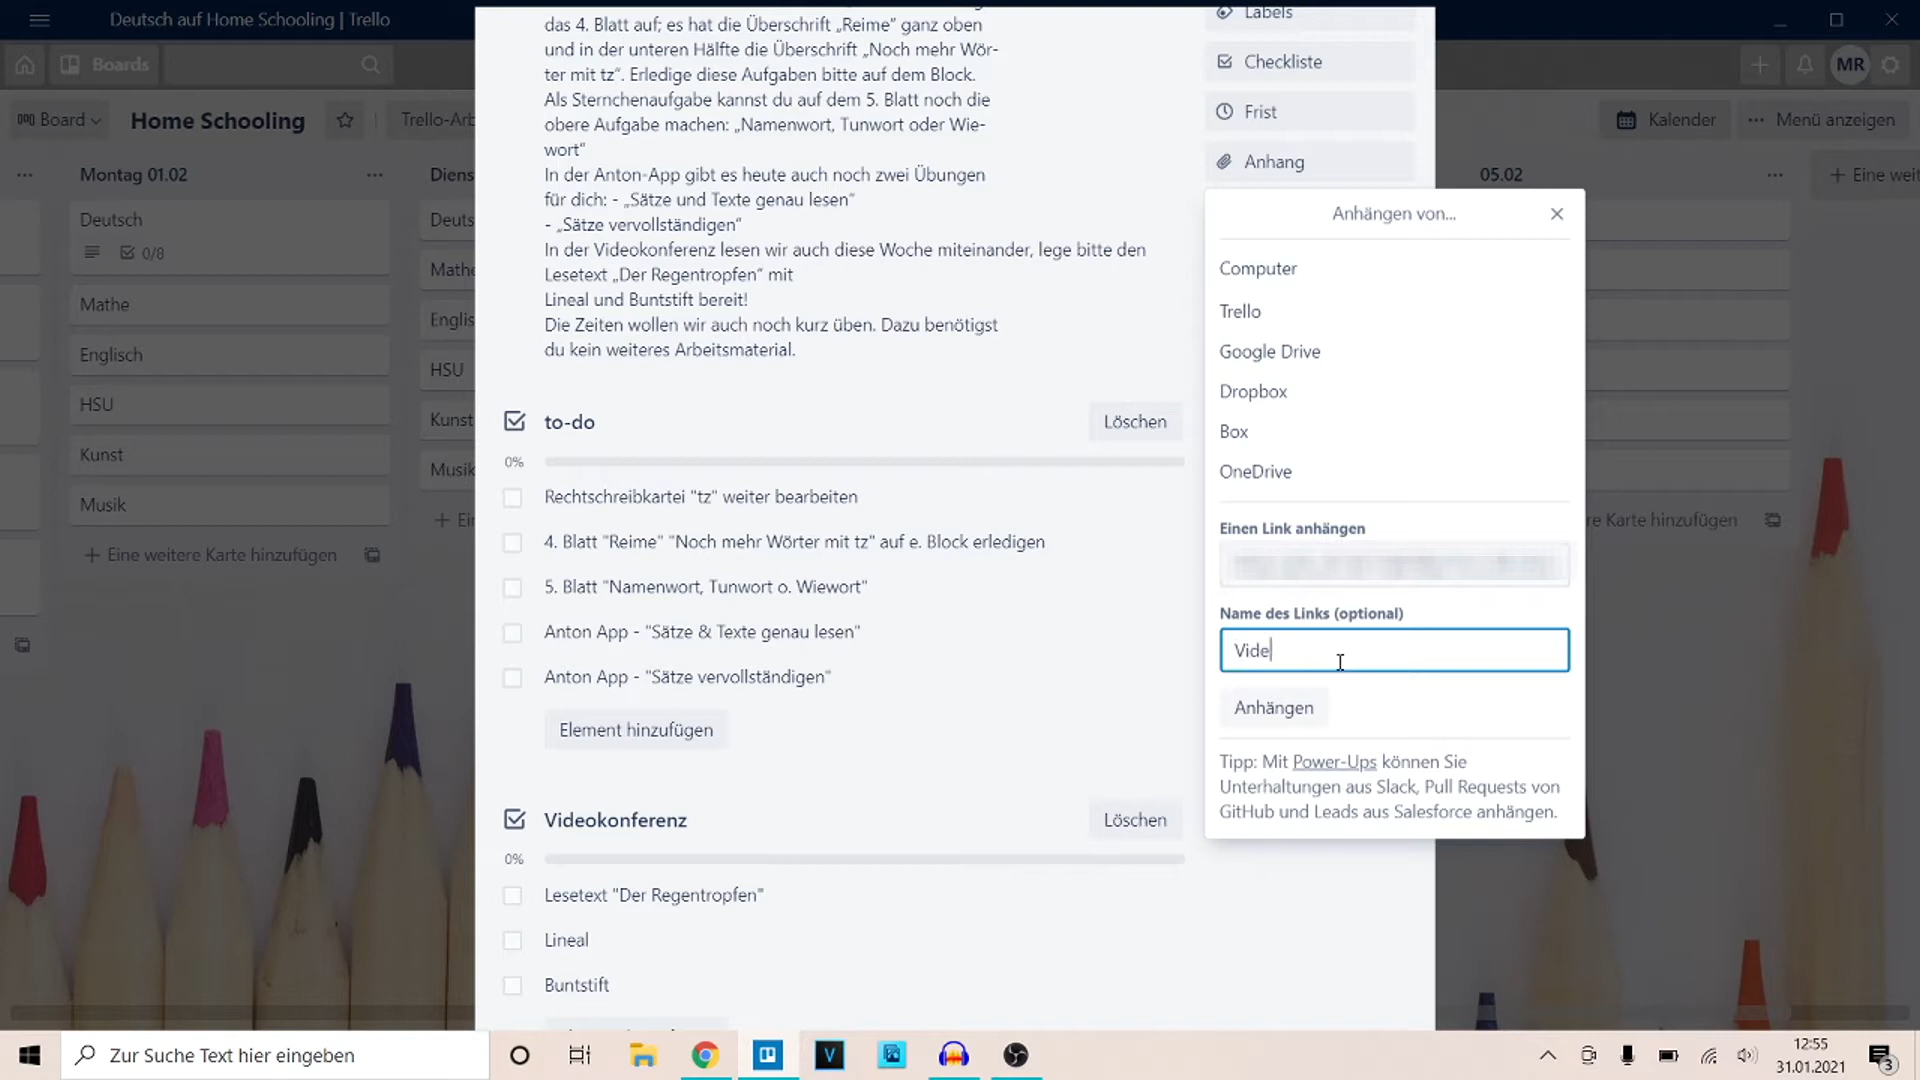 Deutsch auf Home Schooling | Trello
Boards
MR
Board
Home Schooling
Trello-Arb
Kalender
Menü anzeigen
Montag 01.02
Deutsch
0/8
Mathe
Englisch
HSU
Kunst
Musik
+ Eine weitere Karte hinzufügen
Diens
Deuts
Mathe
Englis
HSU
Kunst
Musik
+ Ein
das 4. Blatt auf; es hat die Überschrift „Reime“ ganz oben
und in der unteren Hälfte die Überschrift „Noch mehr Wör-
ter mit tz“. Erledige diese Aufgaben bitte auf dem Block.
Als Sternchenaufgabe kannst du auf dem 5. Blatt noch die
obere Aufgabe machen: „Namenwort, Tunwort oder Wie-
wort“
In der Anton-App gibt es heute auch noch zwei Übungen
für dich: - „Sätze und Texte genau lesen“
- „Sätze vervollständigen“
In der Videokonferenz lesen wir auch diese Woche miteinander, lege bitte den
Lesetext „Der Regentropfen“ mit
Lineal und Buntstift bereit!
Die Zeiten wollen wir auch noch kurz üben. Dazu benötigst
du kein weiteres Arbeitsmaterial.
to-do
Löschen
0%
Rechtschreibkartei "tz" weiter bearbeiten
4. Blatt "Reime" "Noch mehr Wörter mit tz" auf e. Block erledigen
5. Blatt "Namenwort, Tunwort o. Wiewort"
Anton App - "Sätze & Texte genau lesen"
Anton App - "Sätze vervollständigen"
Element hinzufügen
Videokonferenz
Löschen
0%
Lesetext "Der Regentropfen"
Lineal
Buntstift
Labels
Checkliste
Frist
Anhang
Anhängen von...
Computer
Trello
Google Drive
Dropbox
Box
OneDrive
Einen Link anhängen
Name des Links (optional)
Vide
Anhängen
Tipp: Mit Power-Ups können Sie
Unterhaltungen aus Slack, Pull Requests von
GitHub und Leads aus Salesforce anhängen.
05.02
+ Eine weit
re Karte hinzufügen
Zur Suche Text hier eingeben
V
12:55
31.01.2021
3